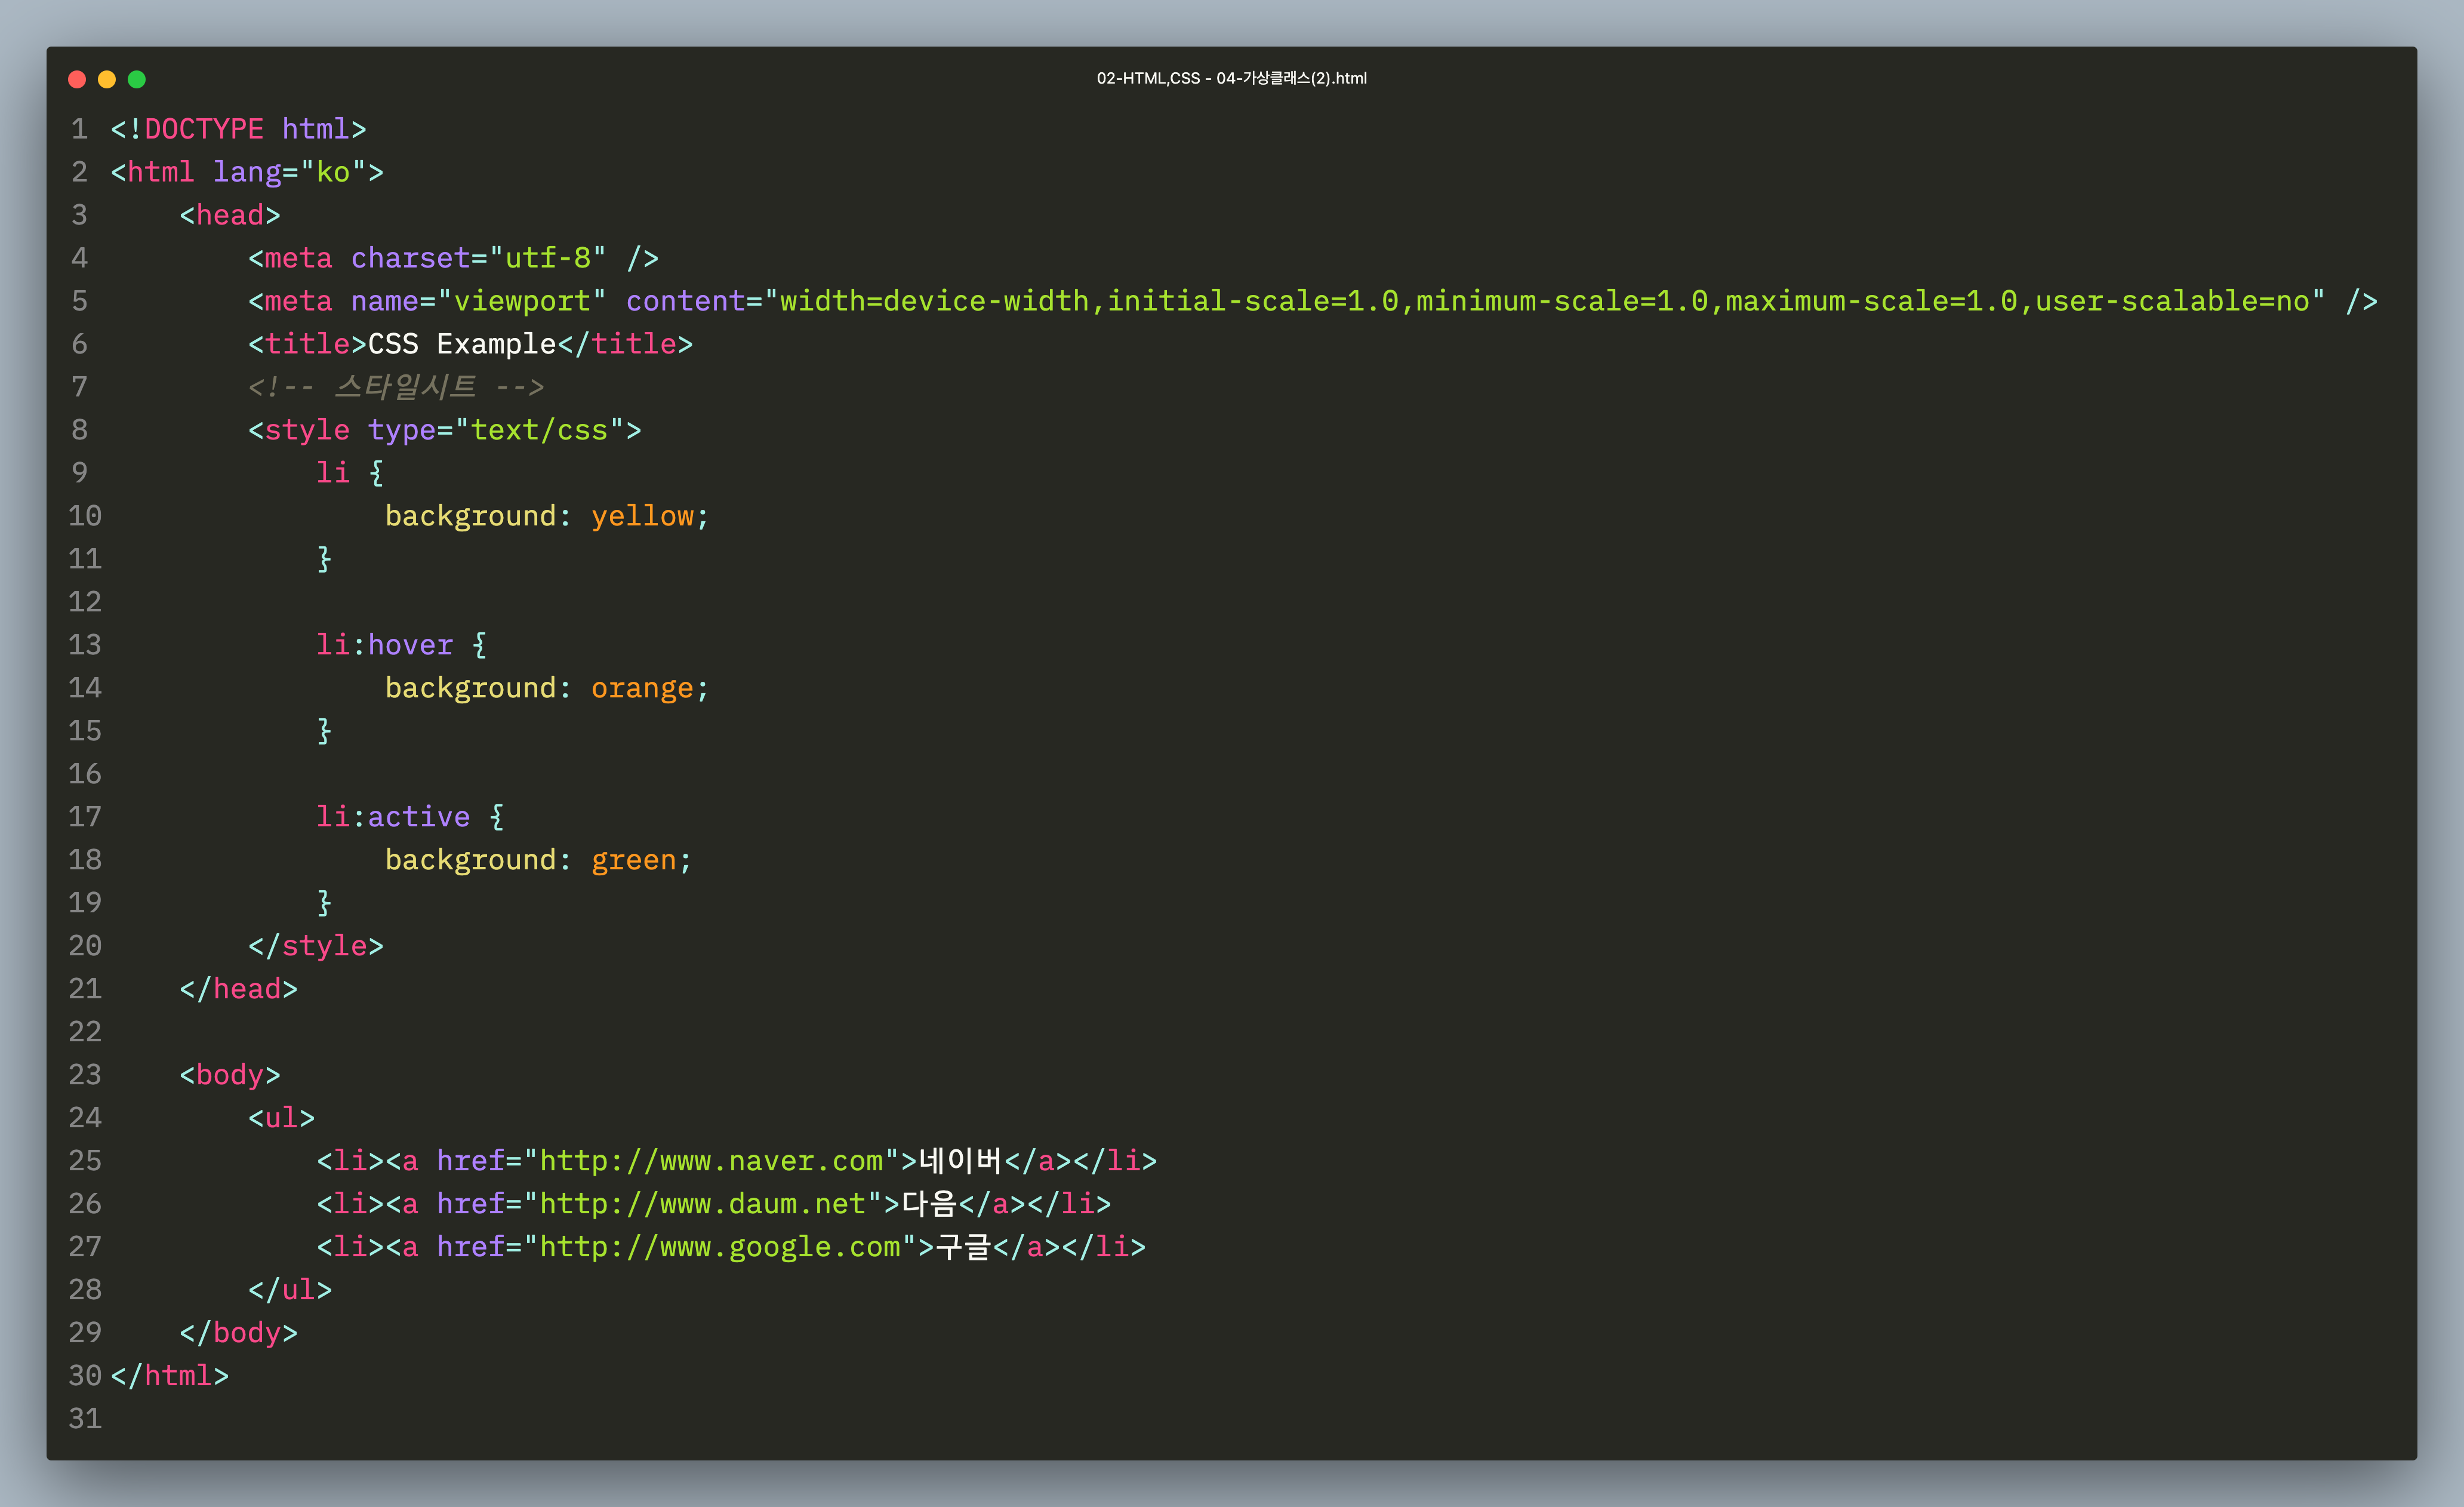 02-HTML,CSS - 04-가상클래스(2).html
1 <!DOCTYPE html>
2 <html lang="ko">
3     <head>
4         <meta charset="utf-8" />
5         <meta name="viewport" content="width=device-width,initial-scale=1.0,minimum-scale=1.0,maximum-scale=1.0,user-scalable=no" />
6         <title>CSS Example</title>
7         <!-- 스타일시트 -->
8         <style type="text/css">
9             li {
10                 background: yellow;
11             }
12
13             li:hover {
14                 background: orange;
15             }
16
17             li:active {
18                 background: green;
19             }
20         </style>
21     </head>
22
23     <body>
24         <ul>
25             <li><a href="http://www.naver.com">네이버</a></li>
26             <li><a href="http://www.daum.net">다음</a></li>
27             <li><a href="http://www.google.com">구글</a></li>
28         </ul>
29     </body>
30 </html>
31